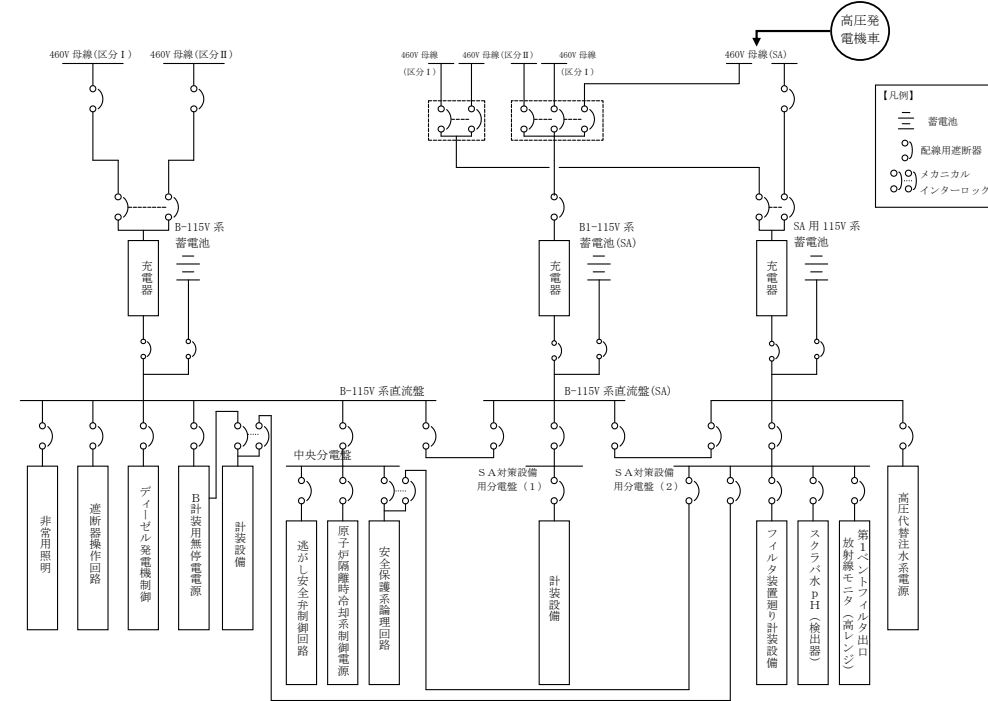 高圧発
電機車
460V 母線(区分Ⅰ)
460V 母線(区分Ⅱ)
460V 母線
(区分Ⅰ)
460V 母線(区分Ⅱ)
460V 母線
(区分Ⅰ)
460V 母線(SA)
【凡例】
蓄電池
配線用遮断器
メカニカル
インターロック
B-115V 系
蓄電池
充電器
B1-115V 系
蓄電池(SA)
充電器
SA 用 115V 系
蓄電池
充電器
B-115V 系直流盤
B-115V 系直流盤(SA)
中央分電盤
SA対策設備
用分電盤（1）
SA対策設備
用分電盤（2）
非常用照明
遮断器操作回路
ディーゼル発電機制御
B計装用無停電電源
計装設備
逃がし安全弁制御回路
原子炉隔離時冷却系制御電源
安全保護系論理回路
計装設備
フィルタ装置廻り計装設備
スクラバ水pH（検出器）
第1ベントフィルタ出口
放射線モニタ（高レンジ）
高圧代替注水系電源